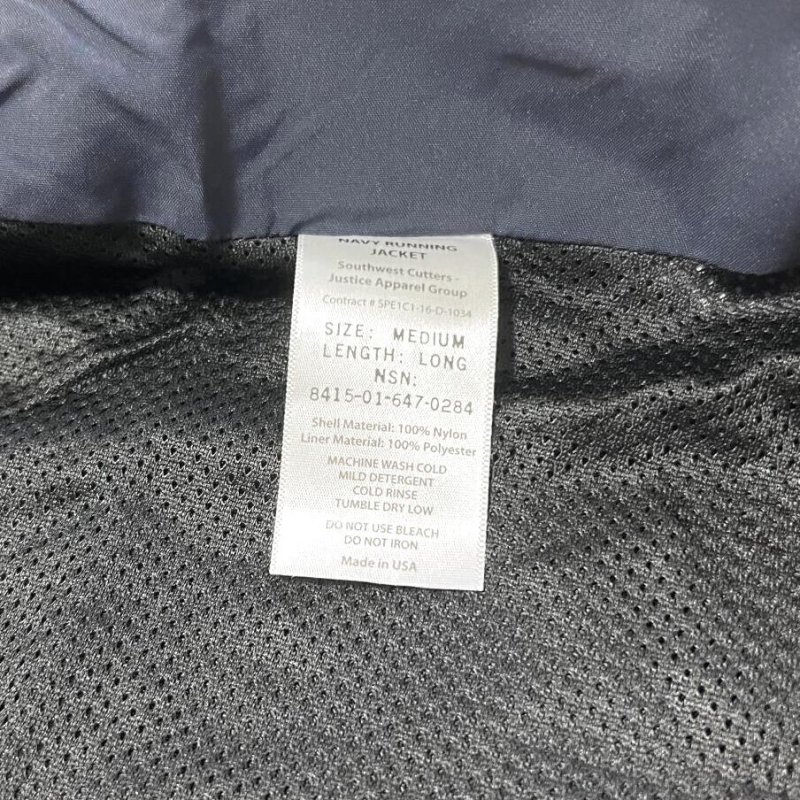 NAVY RUNNING
JACKET
Southwest Cutters -
Justice Apparel Group
Contract # SPE1C1-16-D-1034
SIZE: MEDIUM
LENGTH: LONG
NSN:
8415-01-647-0284
Shell Material: 100% Nylon
Liner Material: 100% Polyester
MACHINE WASH COLD
MILD DETERGENT
COLD RINSE
TUMBLE DRY LOW
DO NOT USE BLEACH
DO NOT IRON
Made in USA